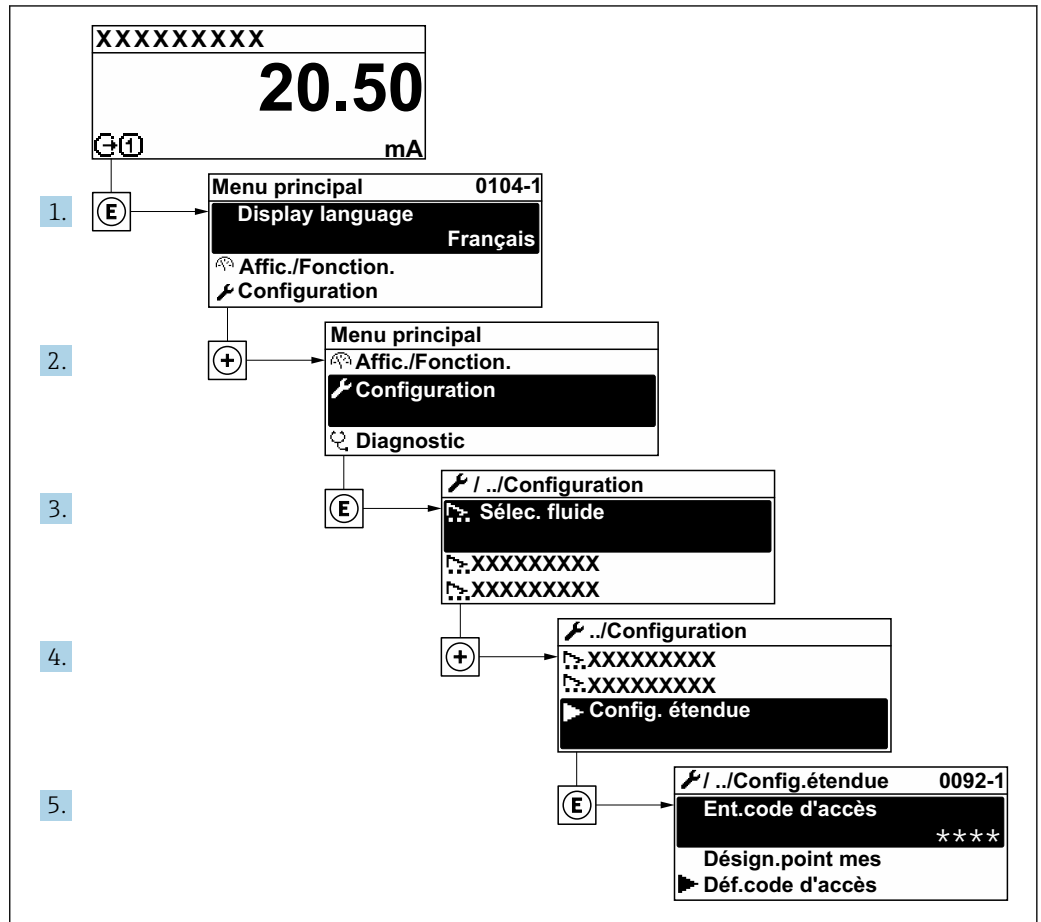 XXXXXXXXX
20.50
1
mA
1.
E
Menu principal 0104-1
Display language
Français
Affic./Fonction.
Configuration
2.
+
Menu principal
Affic./Fonction.
Configuration
Diagnostic
3.
E
/ ../Configuration
Sélec. fluide
XXXXXXXXX
XXXXXXXXX
4.
+
../Configuration
XXXXXXXXX
XXXXXXXXX
Config. étendue
5.
E
/ ../Config.étendue 0092-1
Ent.code d'accès
****
Désign.point mes
Déf.code d'accès